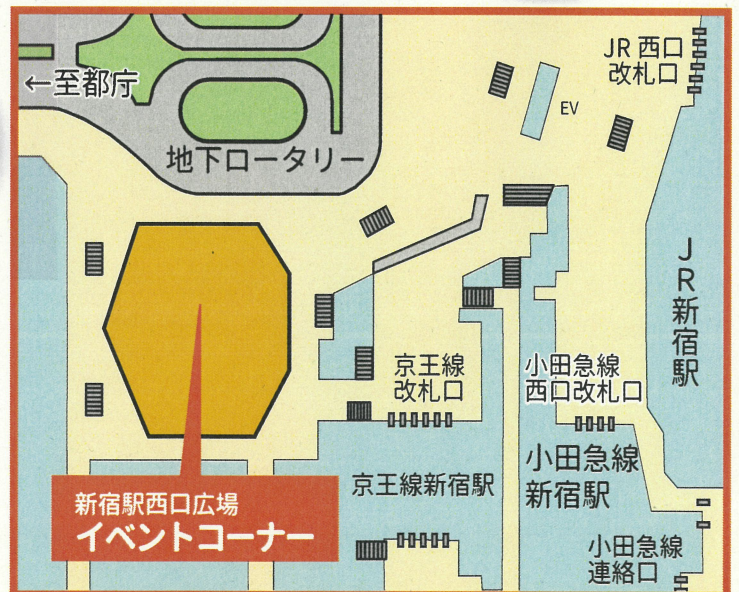 ←至都庁
地下ロータリー
EV
JR 西口
改札口
JR新宿駅
京王線
改札口
小田急線
西口改札口
京王線新宿駅
小田急線
新宿駅
小田急線
連絡口
新宿駅西口広場
イベントコーナー